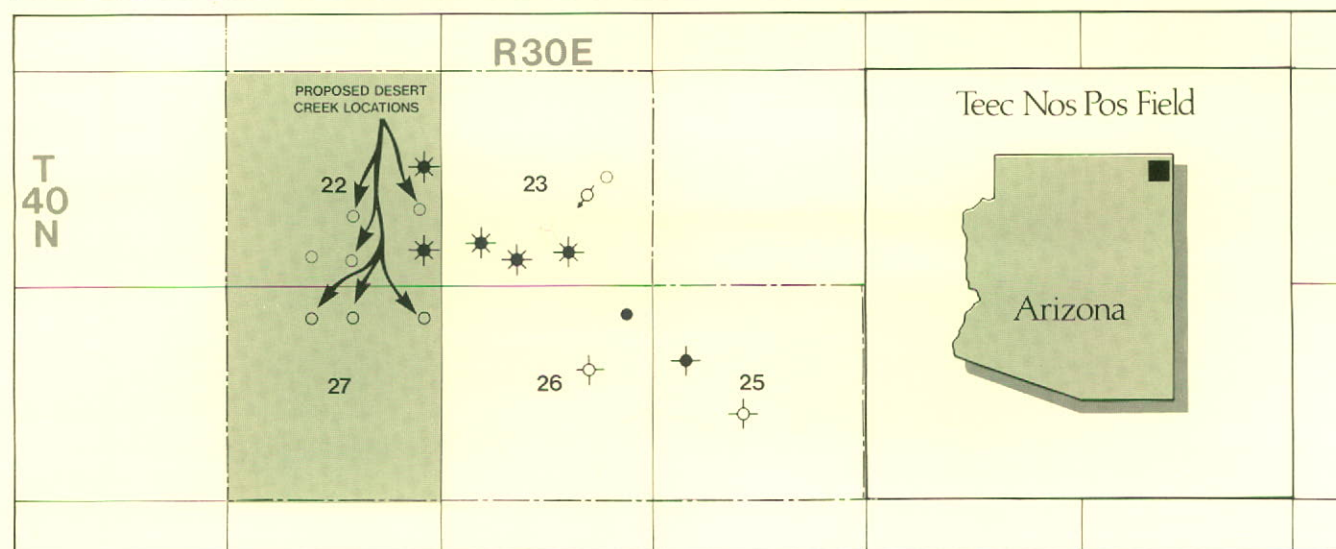 R30E
PROPOSED DESERT
CREEK LOCATIONS
T
40
N
22
23
27
26
25
Teec Nos Pos Field
Arizona